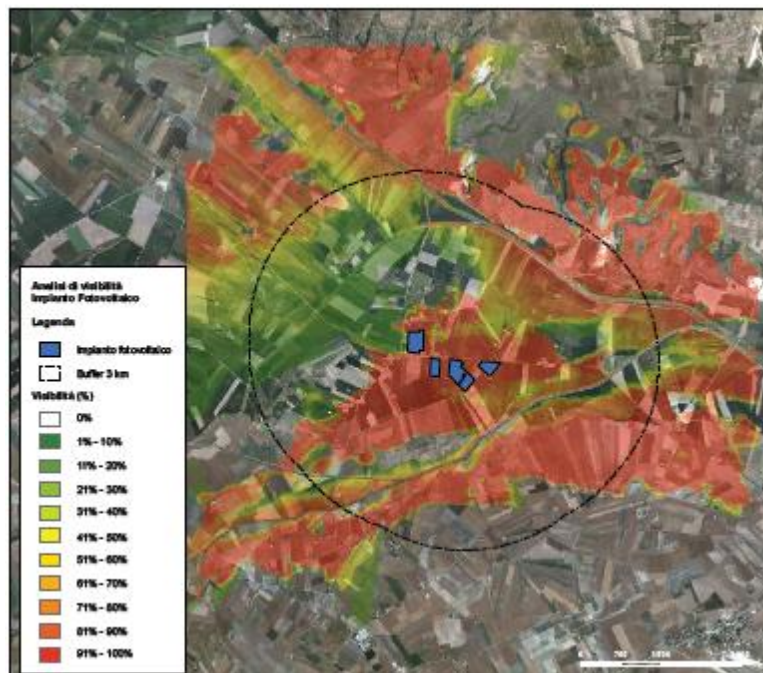 Analisi di visibilità
Impianto Fotovoltaico
Legenda
Impianto fotovoltaico
Buffer 3 km
Visibilità (%)
0%
1% - 10%
11% - 20%
21% - 30%
31% - 40%
41% - 50%
51% - 60%
61% - 70%
71% - 80%
81% - 90%
91% - 100%
0